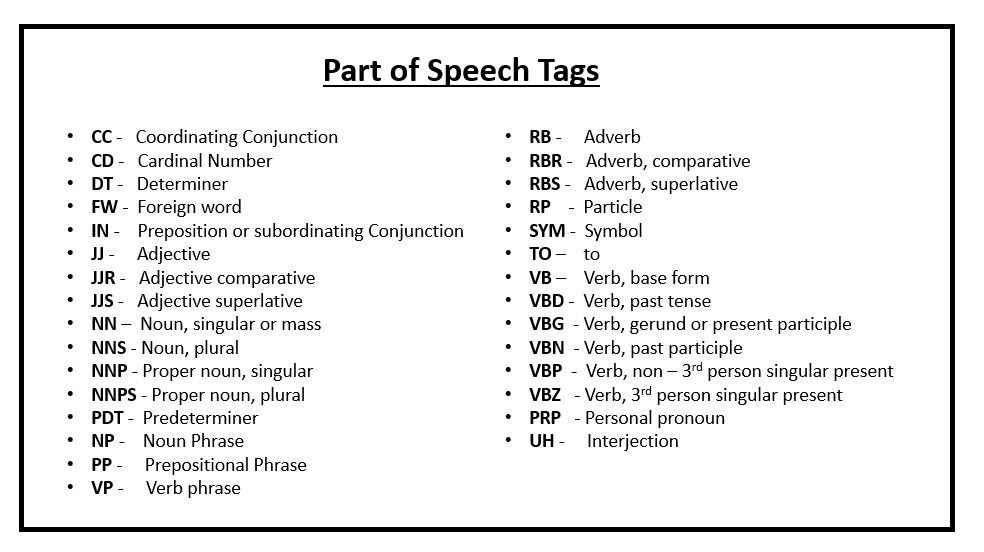 Part of Speech Tags
• CC - Coordinating Conjunction
• CD - Cardinal Number
• DT - Determiner
• FW - Foreign word
• IN - Preposition or subordinating Conjunction
• JJ - Adjective
• JJR - Adjective comparative
• JJS - Adjective superlative
• NN – Noun, singular or mass
• NNS - Noun, plural
• NNP - Proper noun, singular
• NNPS - Proper noun, plural
• PDT - Predeterminer
• NP - Noun Phrase
• PP - Prepositional Phrase
• VP - Verb phrase
• RB - Adverb
• RBR - Adverb, comparative
• RBS - Adverb, superlative
• RP - Particle
• SYM - Symbol
• TO – to
• VB – Verb, base form
• VBD - Verb, past tense
• VBG - Verb, gerund or present participle
• VBN - Verb, past participle
• VBP - Verb, non – 3rd person singular present
• VBZ - Verb, 3rd person singular present
• PRP - Personal pronoun
• UH - Interjection